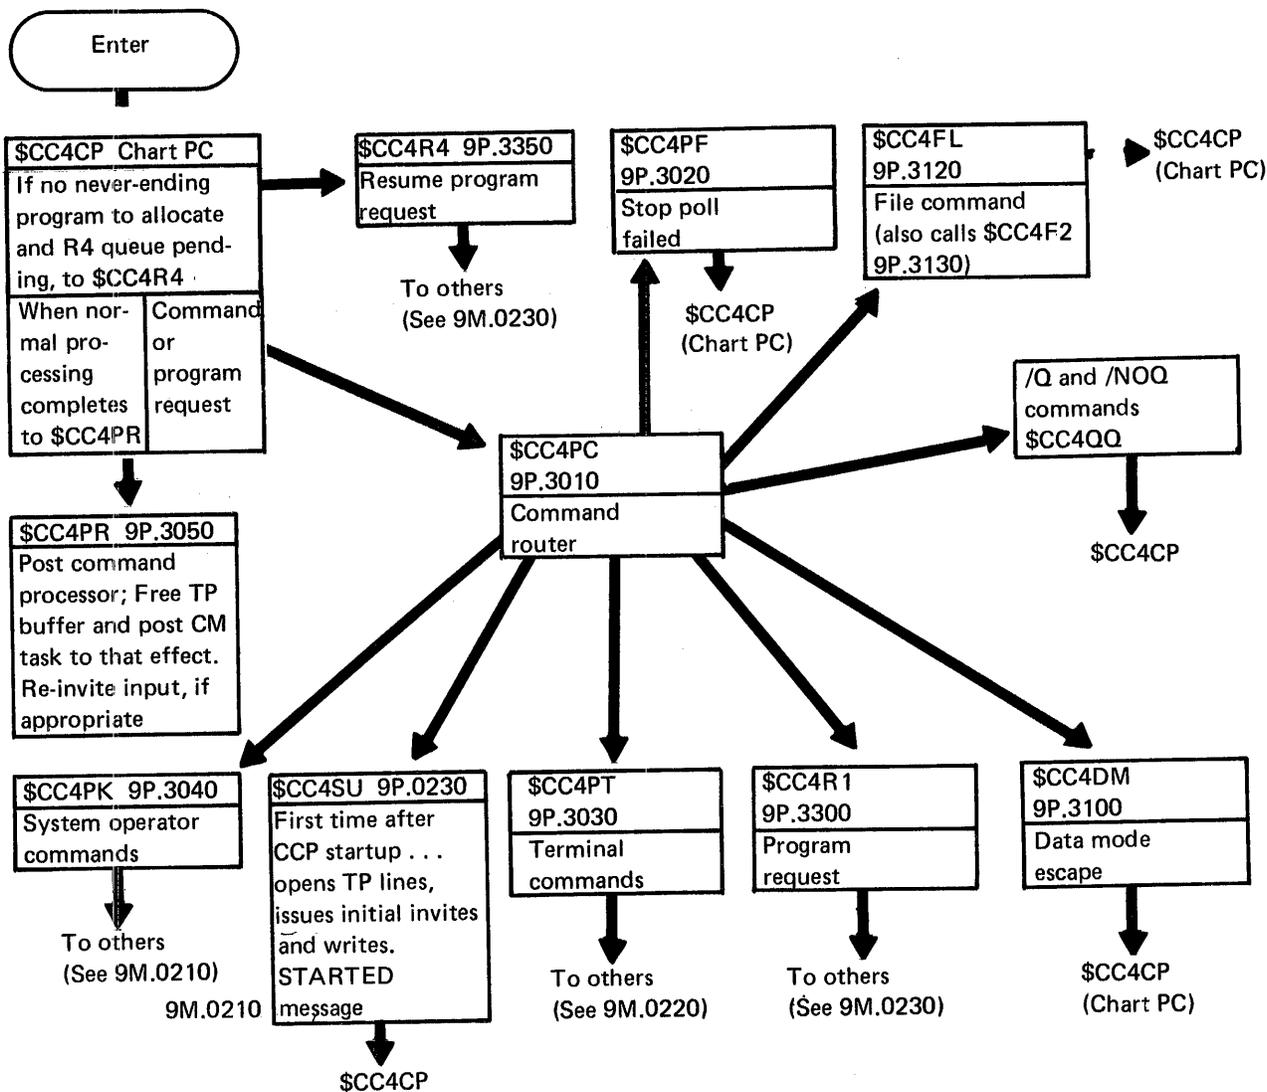 Enter
$CC4CP Chart PC
If no never-ending
program to allocate
and R4 queue pend-
ing, to $CC4R4
When nor-
mal pro-
cessing
completes
to $CC4PR
Command
or
program
request
$CC4R4 9P.3350
Resume program
request
To others
(See 9M.0230)
$CC4PF
9P.3020
Stop poll
failed
$CC4CP
(Chart PC)
$CC4FL
9P.3120
File command
(also calls $CC4F2
9P.3130)
$CC4CP
(Chart PC)
/Q and /NOQ
commands
$CC4QQ
$CC4CP
$CC4PC
9P.3010
Command
router
$CC4PR 9P.3050
Post command
processor; Free TP
buffer and post CM
task to that effect.
Re-invite input, if
appropriate
$CC4PK 9P.3040
System operator
commands
To others
(See 9M.0210)
9M.0210
$CC4SU 9P.0230
First time after
CCP startup . . .
opens TP lines,
issues initial invites
and writes.
STARTED
message
$CC4CP
$CC4PT
9P.3030
Terminal
commands
To others
(See 9M.0220)
$CC4R1
9P.3300
Program
request
To others
(See 9M.0230)
$CC4DM
9P.3100
Data mode
escape
$CC4CP
(Chart PC)